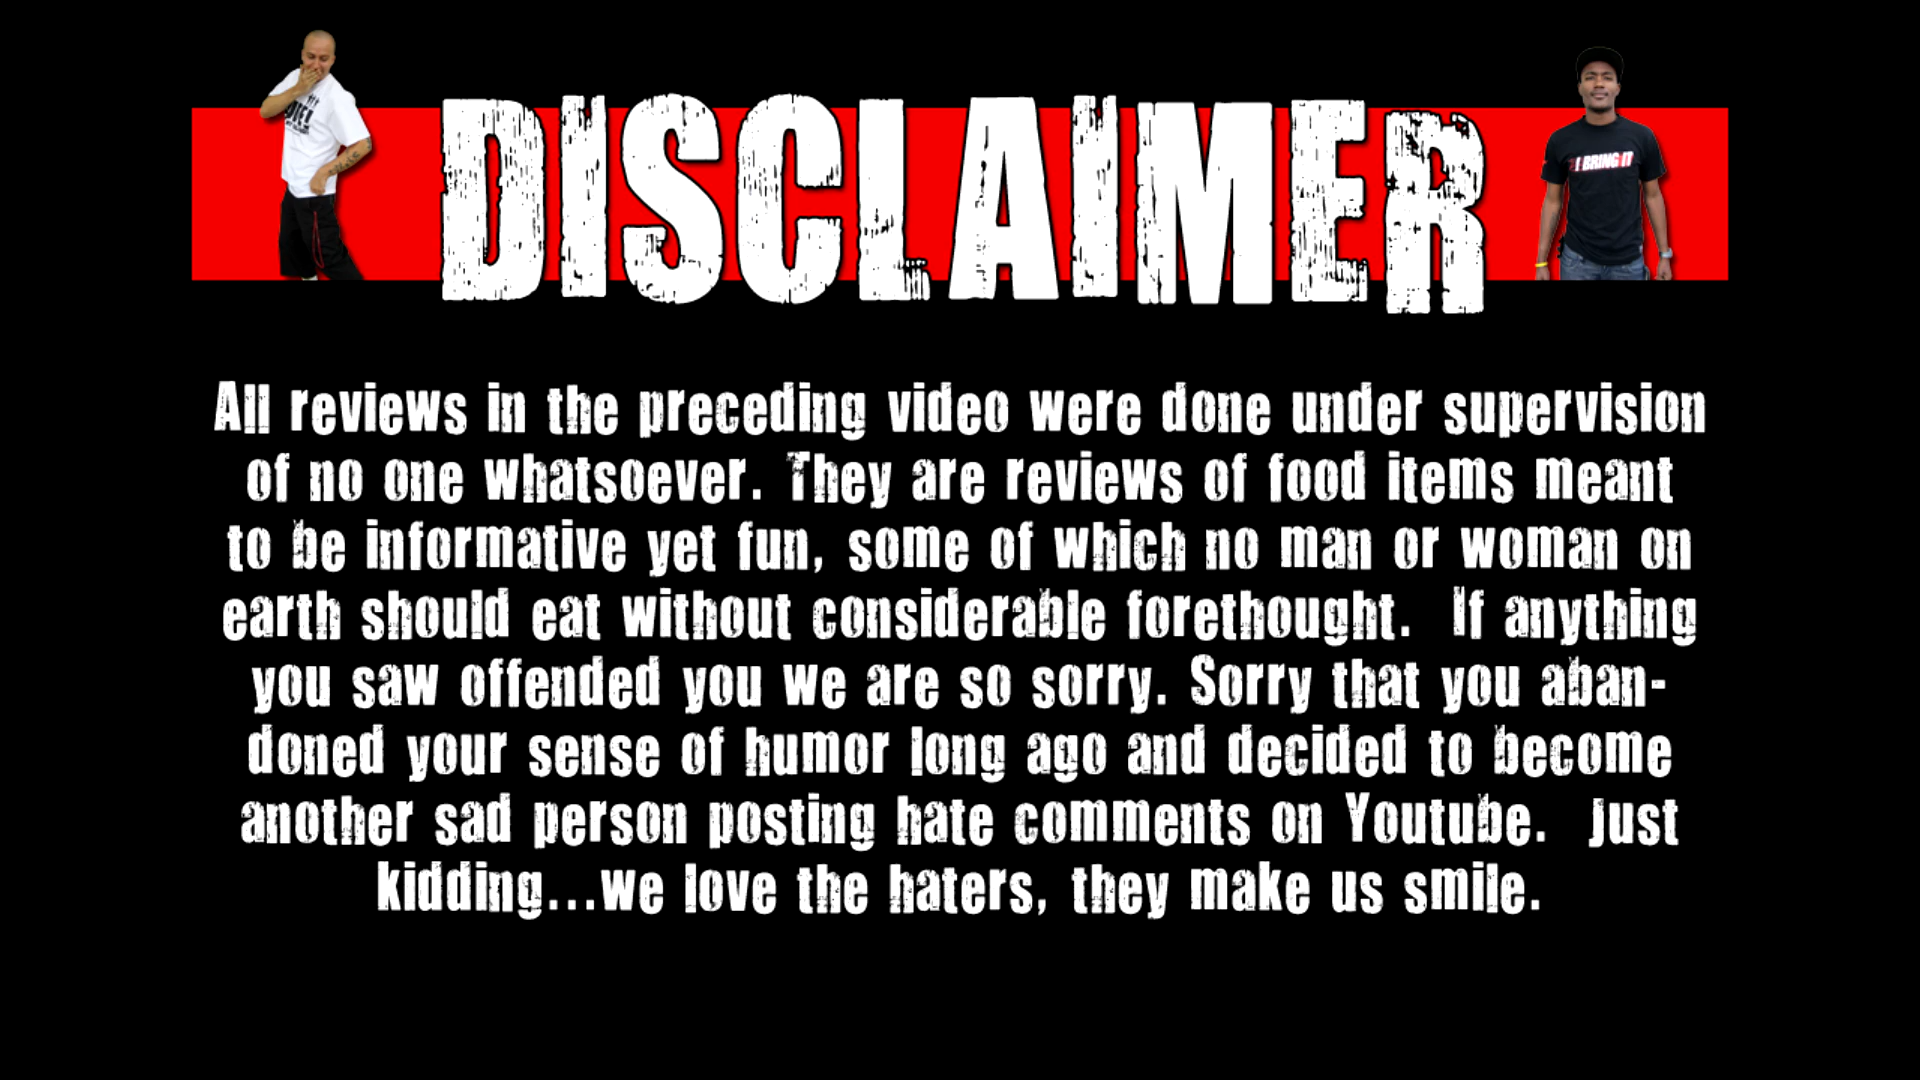 DISCLAIMER
DIE!
I BRING IT
All reviews in the preceding video were done under supervision
of no one whatsoever. They are reviews of food items meant
to be informative yet fun, some of which no man or woman on
earth should eat without considerable forethought. If anything
you saw offended you we are so sorry. Sorry that you aban-
doned your sense of humor long ago and decided to become
another sad person posting hate comments on Youtube. Just
kidding...we love the haters, they make us smile.